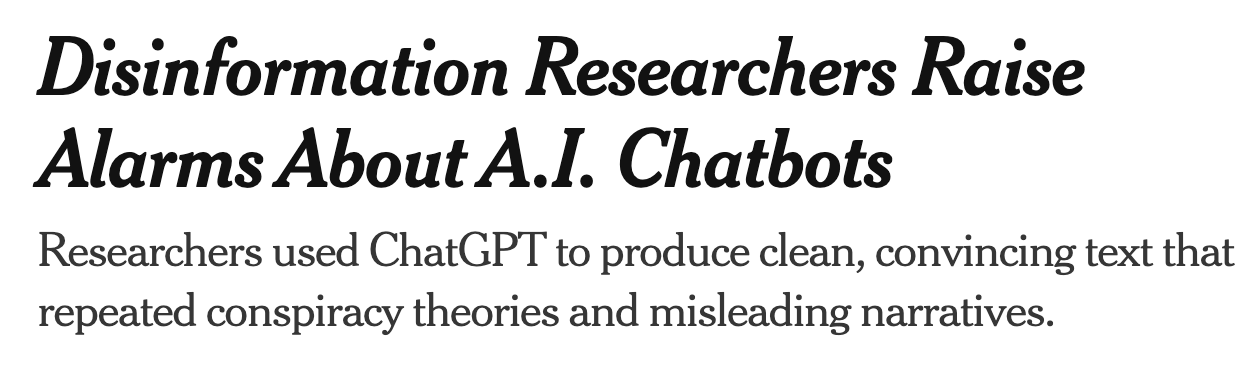 Disinformation Researchers Raise
Alarms About A.I. Chatbots
Researchers used ChatGPT to produce clean, convincing text that
repeated conspiracy theories and misleading narratives.